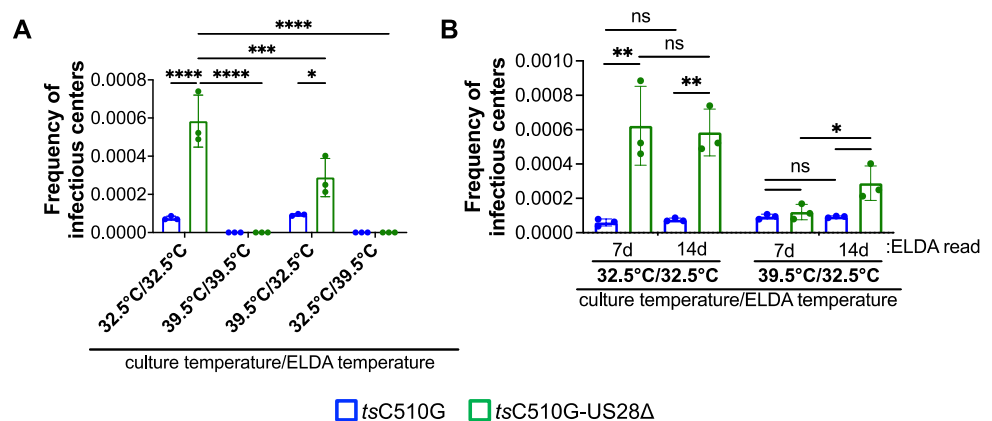 A
****
***
**** **** *
Frequency of
infectious centers
0.0008
0.0006
0.0004
0.0002
0.0000
32.5°C/32.5°C
39.5°C/39.5°C
39.5°C/32.5°C
32.5°C/39.5°C
culture temperature/ELDA temperature
B
ns
ns
**
**
*
ns
Frequency of
infectious centers
0.0010
0.0008
0.0006
0.0004
0.0002
0.0000
7d 14d 7d 14d :ELDA read
32.5°C/32.5°C 39.5°C/32.5°C
culture temperature/ELDA temperature
tsC510G tsC510G-US28Δ